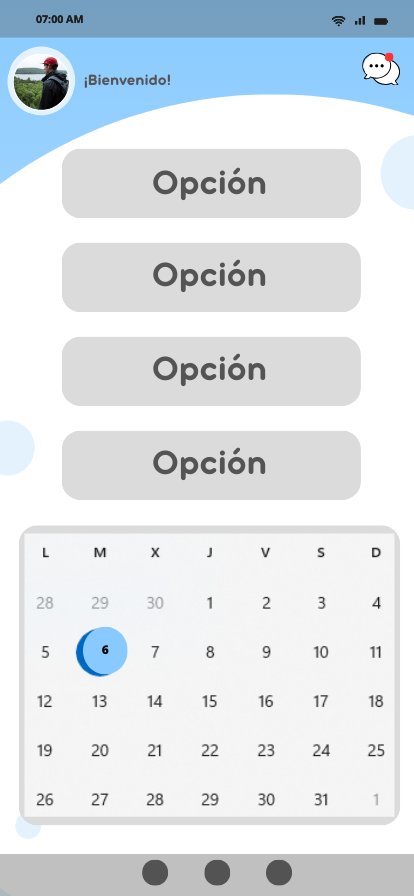 07:00 AM
¡Bienvenido!
Opción
Opción
Opción
Opción
L M X J V S D
28 29 30 1 2 3 4
5 6 7 8 9 10 11
12 13 14 15 16 17 18
19 20 21 22 23 24 25
26 27 28 29 30 31 1